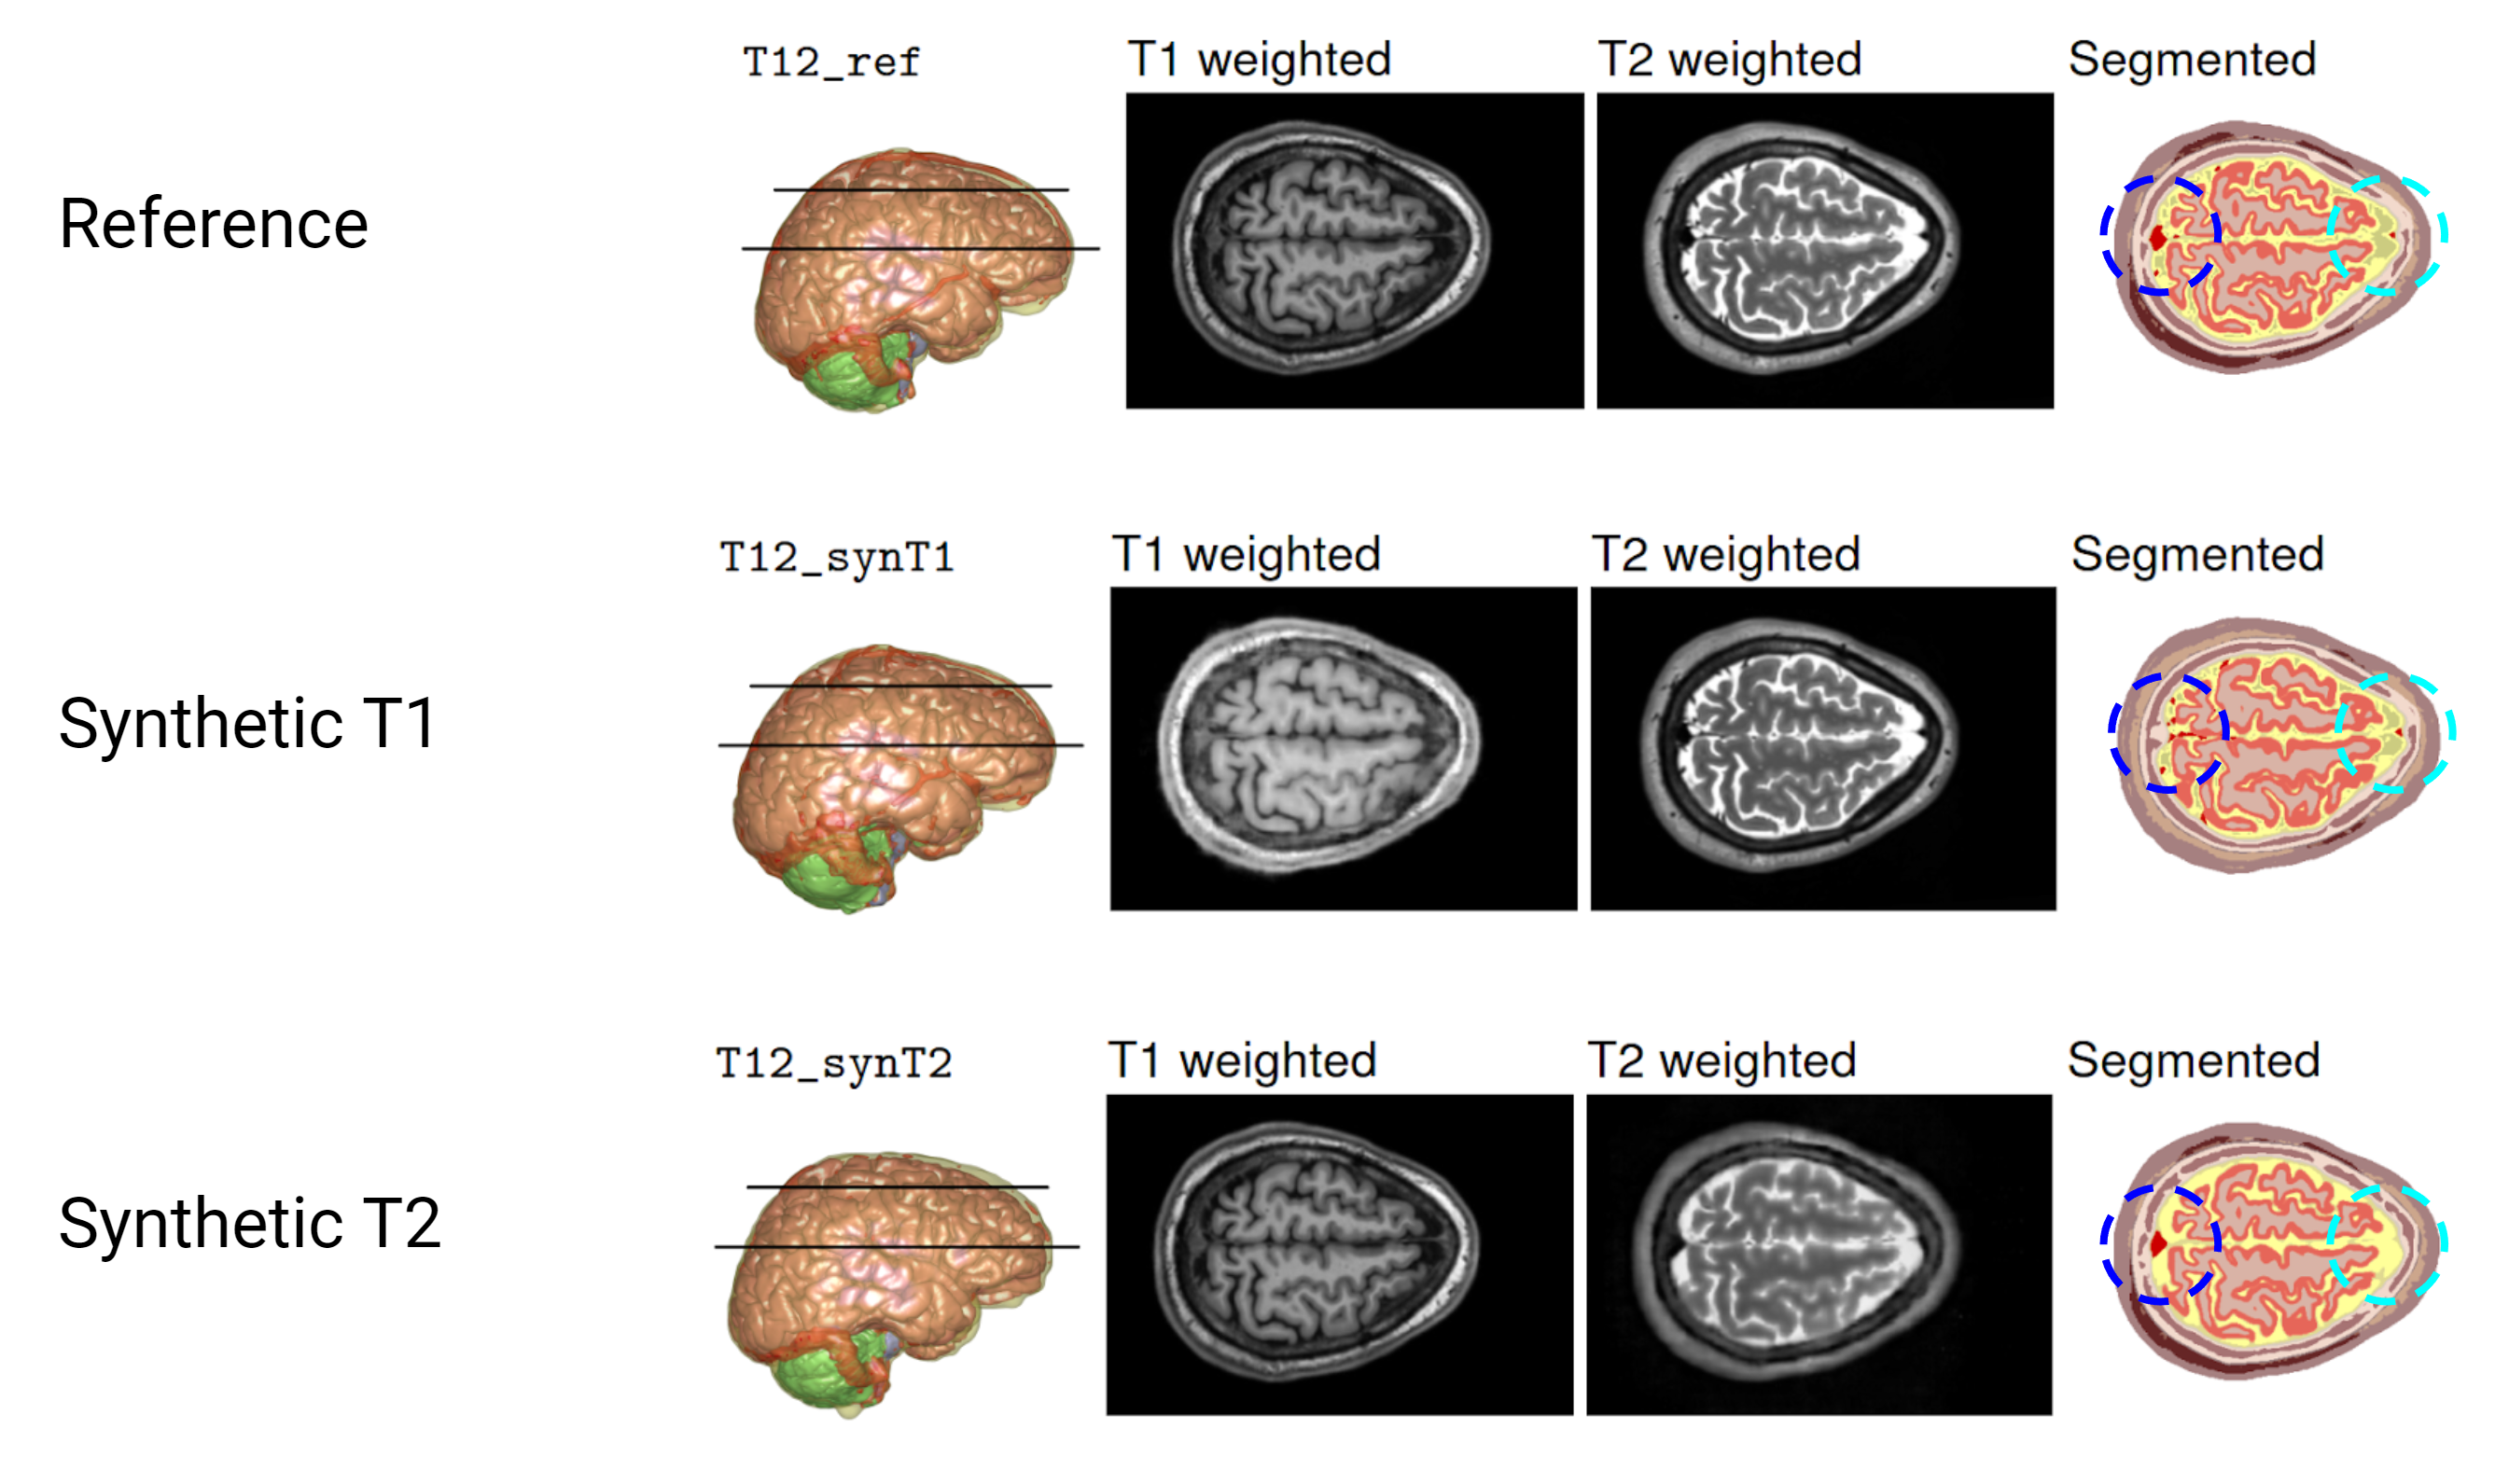 T12_ref T1 weighted T2 weighted Segmented
Reference
T12_synT1 T1 weighted T2 weighted Segmented
Synthetic T1
T12_synT2 T1 weighted T2 weighted Segmented
Synthetic T2